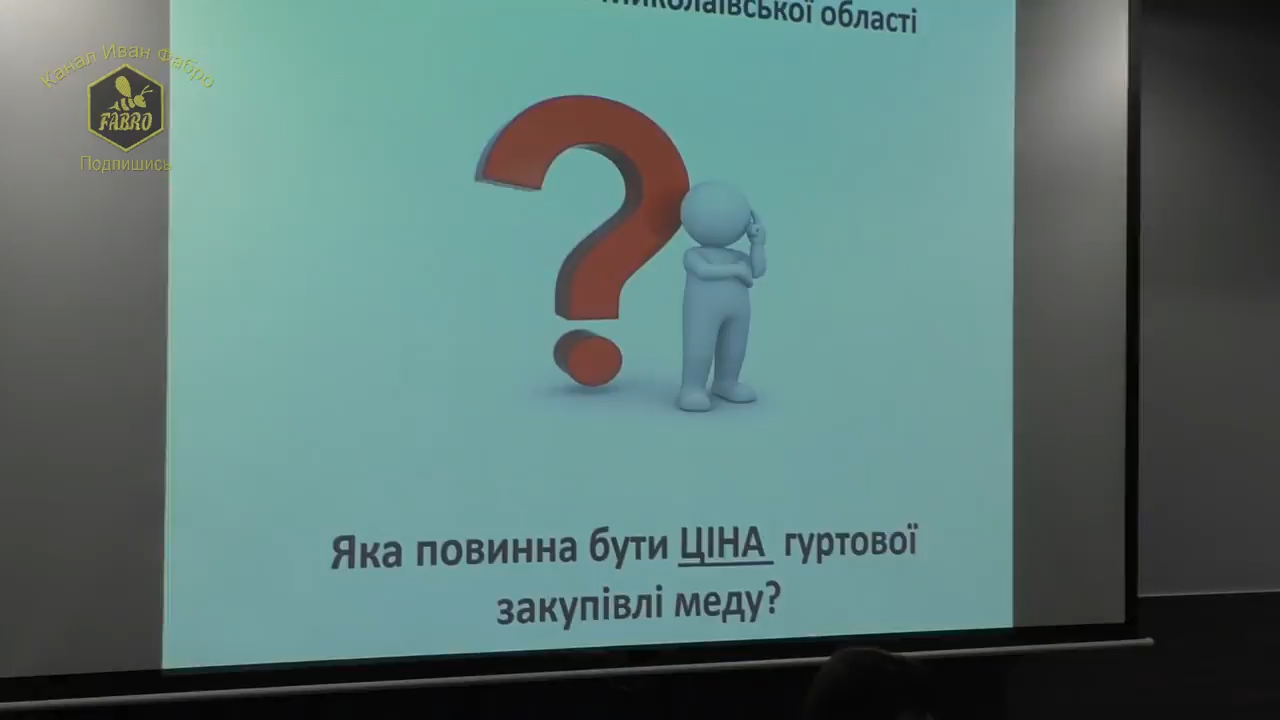 Миколаївської області
Канал Иван Фабро
FABRO
Подпишись
Яка повинна бути ЦІНА гуртової
закупівлі меду?